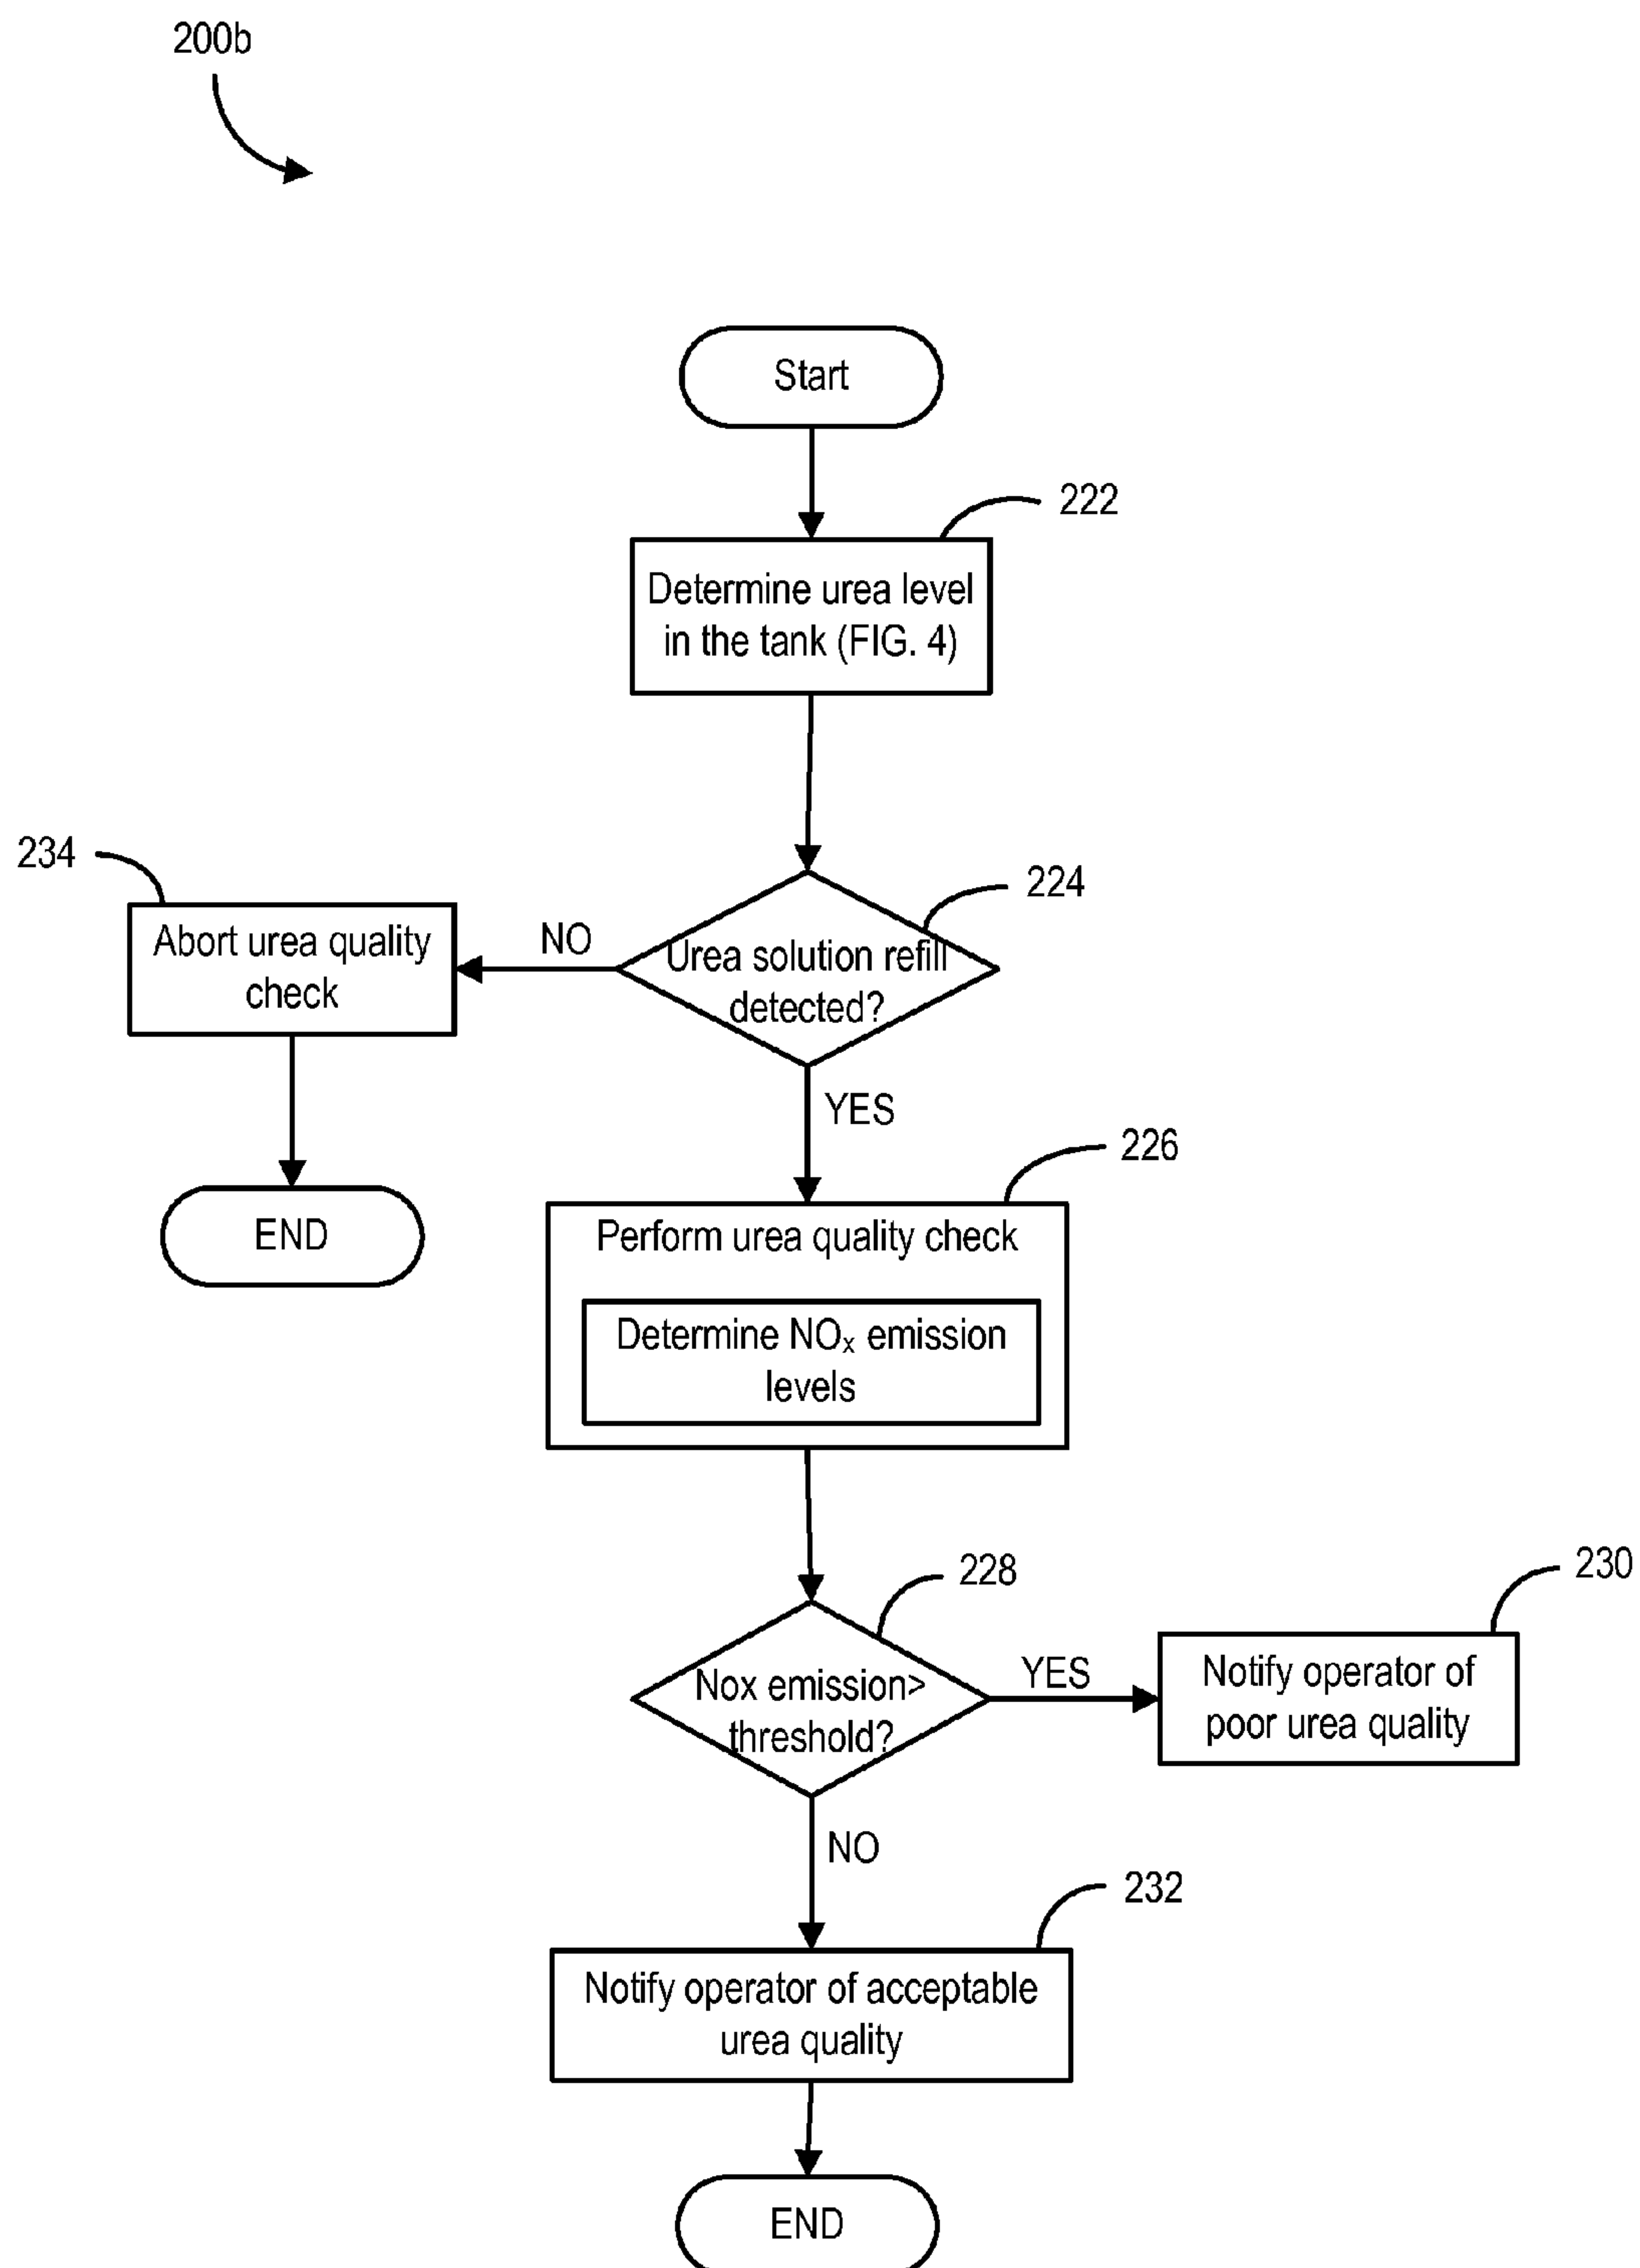 200b
Start
222
Determine urea level
in the tank (FIG. 4)
234
224
Abort urea quality
check
NO
Urea solution refill
detected?
YES
226
END
Perform urea quality check
Determine NOₓ emission
levels
228
230
Nox emission>
threshold?
YES
Notify operator of
poor urea quality
NO
232
Notify operator of acceptable
urea quality
END